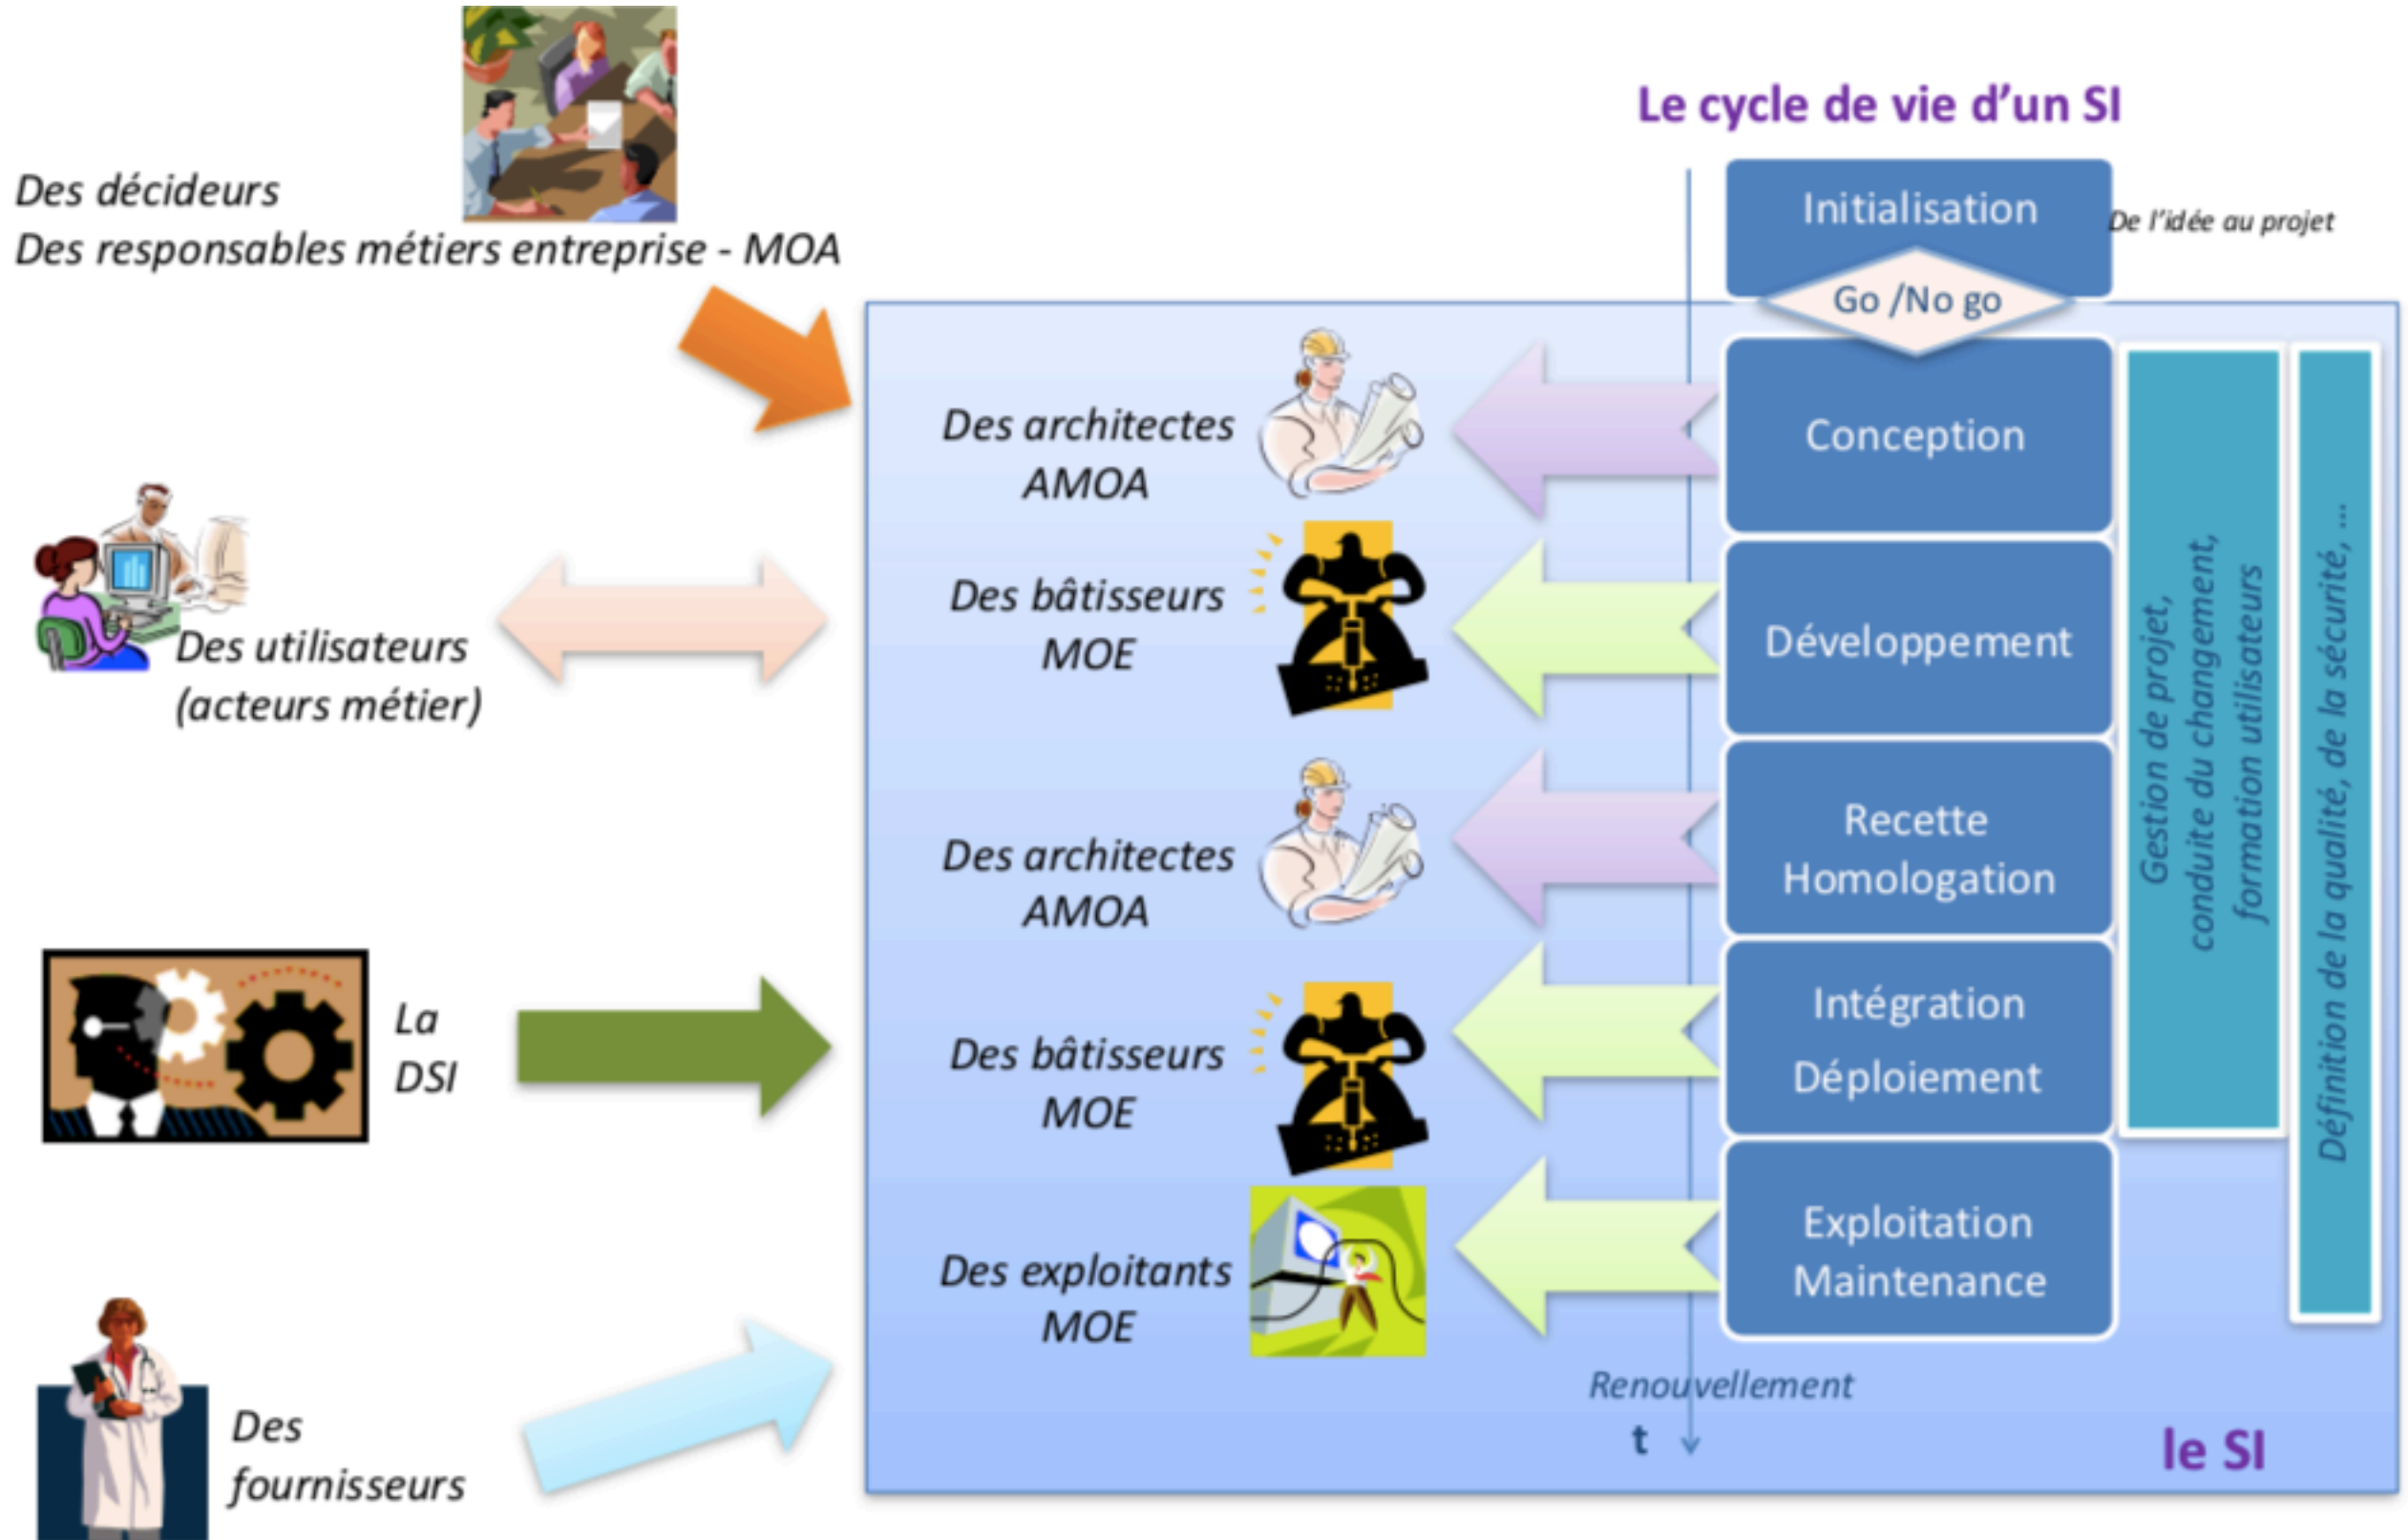 Le cycle de vie d'un SI
Des décideurs
Des responsables métiers entreprise - MOA
Initialisation
De l'idée au projet
Go /No go
Des architectes
AMOA
Conception
Des utilisateurs
(acteurs métier)
Des bâtisseurs
MOE
Développement
Des architectes
AMOA
Recette
Homologation
La
DSI
Des bâtisseurs
MOE
Intégration
Déploiement
Des exploitants
MOE
Exploitation
Maintenance
Gestion de projet,
conduite du changement,
formation utilisateurs
Définition de la qualité, de la sécurité, ...
Des
fournisseurs
Renouvellement
t
le SI